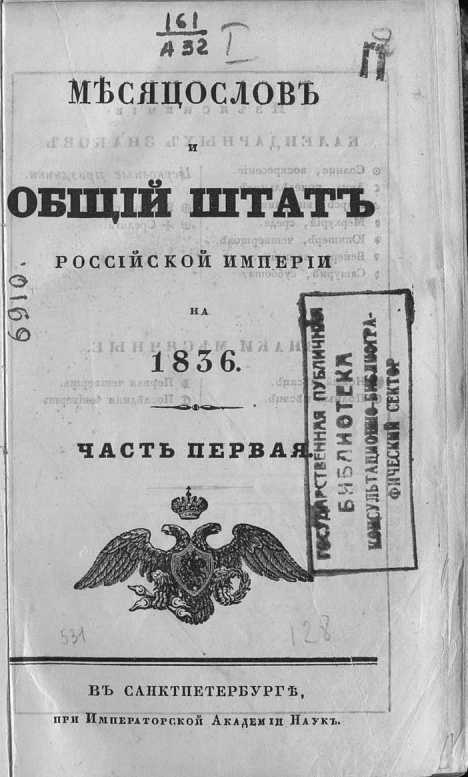 161
А 32
I
П
МѢСЯЦОСЛОВЪ
и
ОБЩІЙ ШТАТЪ
РОССІЙСКОЙ ИМПЕРІИ
НА
1836.
ЧАСТЬ ПЕРВАЯ.
6910.
ГОСУДАРСТВЕННАЯ ПУБЛИЧНАЯ
БИБЛИОТЕКА
КОНСУЛЬТАЦИОННО-БИБЛИОГРА-
ФИЧЕСКИЙ СЕКТОР
531
128
ВЪ САНКТПЕТЕРБУРГѢ,
ПРИ ИМПЕРАТОРСКОЙ АКАДЕМІИ НАУКЪ.